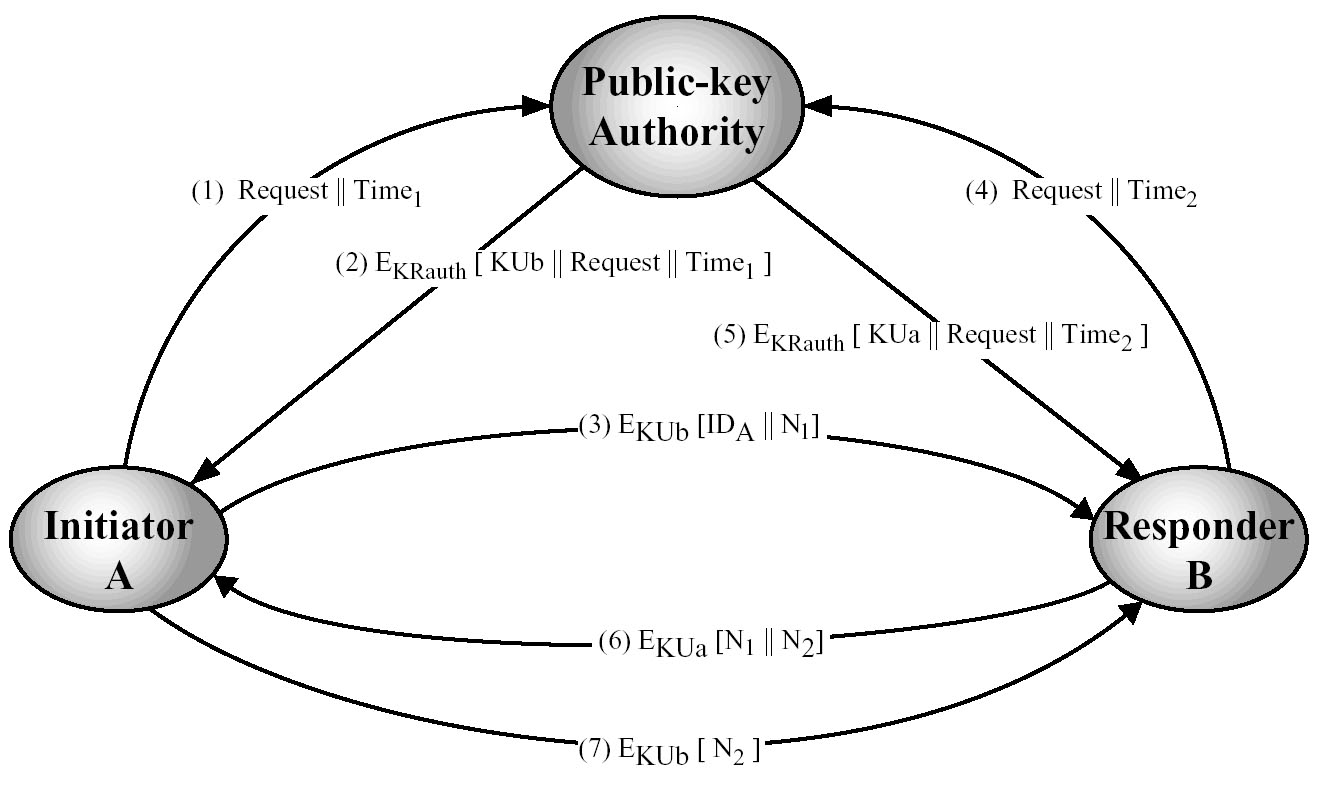 Public-key
Authority
(1) Request || Time1
(4) Request || Time2
(2) EKRauth [ KUb || Request || Time1 ]
(5) EKRauth [ KUa || Request || Time2 ]
(3) EKUb [IDA || N1]
Initiator
A
Responder
B
(6) EKUa [N1 || N2]
(7) EKUb [ N2 ]